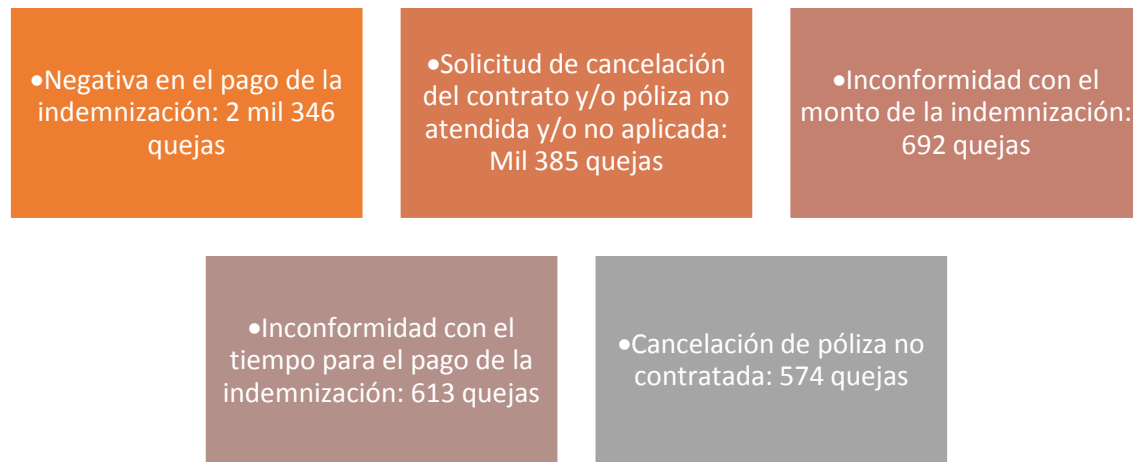 •Negativa en el pago de la
indemnización: 2 mil 346
quejas
•Solicitud de cancelación
del contrato y/o póliza no
atendida y/o no aplicada:
Mil 385 quejas
•Inconformidad con el
monto de la indemnización:
692 quejas
•Inconformidad con el
tiempo para el pago de la
indemnización: 613 quejas
•Cancelación de póliza no
contratada: 574 quejas